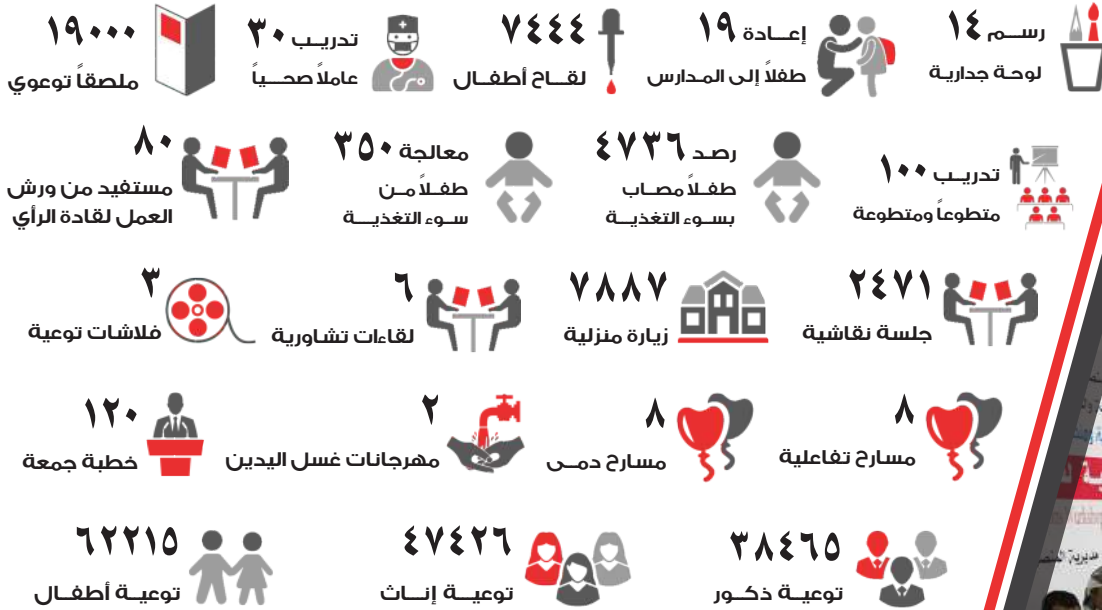 رسم ١٤
لوحة جدارية
إعادة ١٩
طفلاً إلى المدارس
٧٤٤٤
لقاح أطفال
تدريب ٣٠
عاملاً صحياً
١٩٠٠٠
ملصقاً توعوي
تدريب ١٠٠
متطوعاً ومتطوعة
رصد ٤٧٣٦
طفلاً مصاب
بسوء التغذية
معالجة ٣٥٠
طفلاً من
سوء التغذية
٨٠
مستفيد من ورش
العمل لقادة الرأي
٢٤٧١
جلسة نقاشية
٧٨٨٧
زيارة منزلية
٦
لقاءات تشاورية
٣
فلاشات توعية
٨
مسارح تفاعلية
٨
مسارح دمى
٢
مهرجانات غسل اليدين
١٢٠
خطبة جمعة
٣٨٤٦٥
توعية ذكور
٤٧٤٢٦
توعية إناث
٦٢٢١٥
توعية أطفال